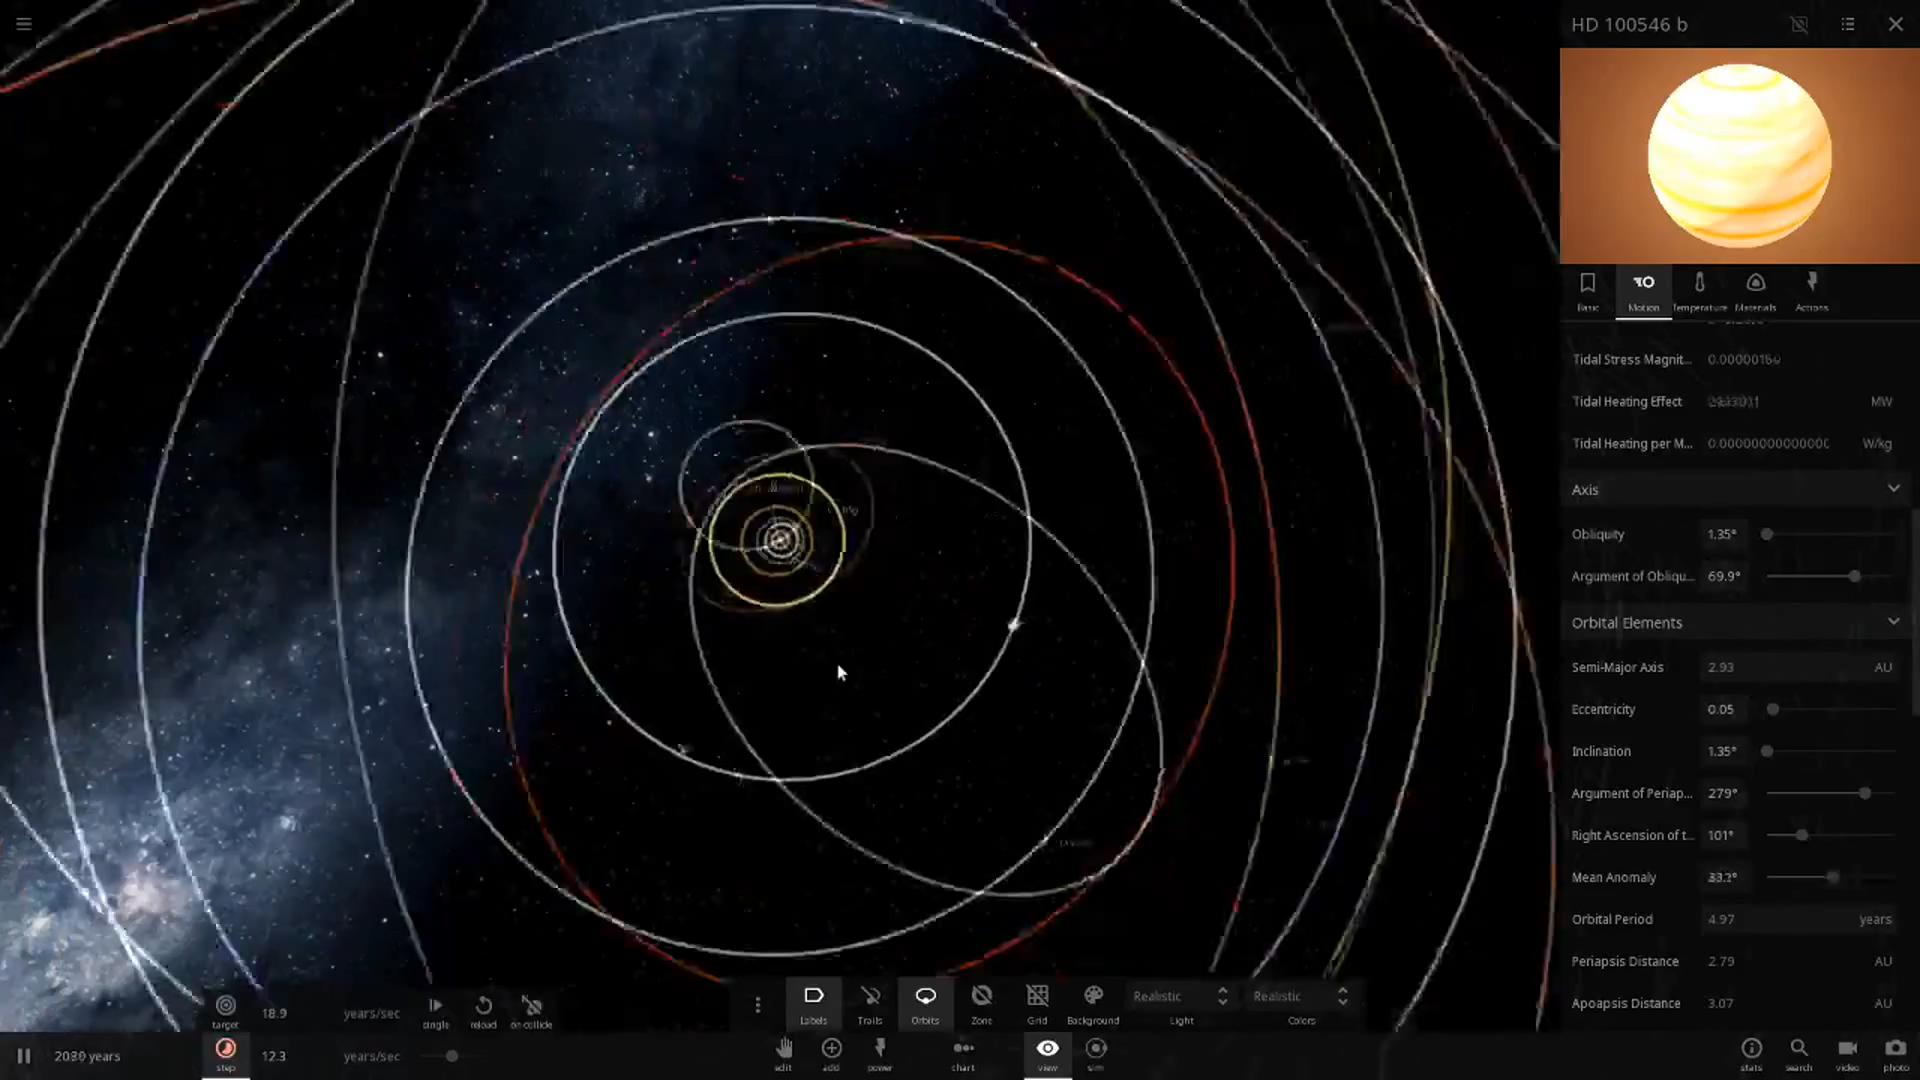 HD 100546 b
Basic
Motion
Temperature
Materials
Actions
Tidal Stress Magnit...
Tidal Heating Effect MW
Tidal Heating per M... 0.00000000000000 W/kg
Axis
Obliquity 1.35°
Argument of Obliqu... 69.9°
Orbital Elements
Semi-Major Axis 2.93 AU
Eccentricity 0.05
Inclination 1.35°
Argument of Periap... 279°
Right Ascension of t... 101°
Mean Anomaly
Orbital Period 4.97 years
Periapsis Distance 2.79 AU
Apoapsis Distance 3.07 AU
target 18.9 years/sec
single
reload
on collide
Labels
Trails
Orbits
Zone
Grid
Background
Realistic
Light
Realistic
Colors
years
step 12.3 years/sec
edit
add
power
chart
view
sim
stats
search
video
photo